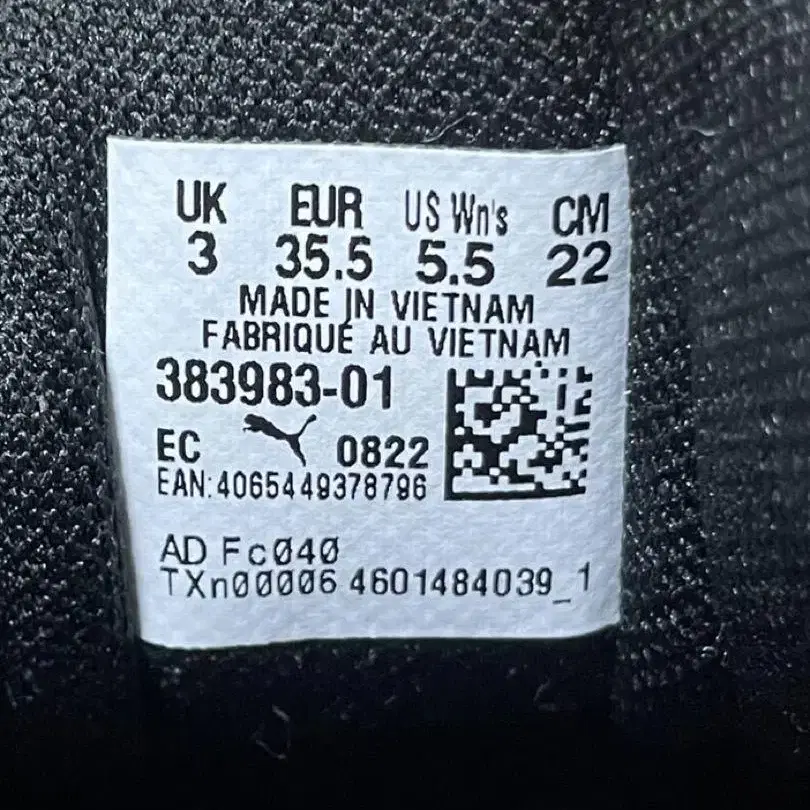 UK EUR US Wn's CM
3 35.5 5.5 22
MADE IN VIETNAM
FABRIQUÉ AU VIETNAM
383983-01
EC 0822
EAN:4065449378796
AD Fc040
TXn00006 4601484039_1